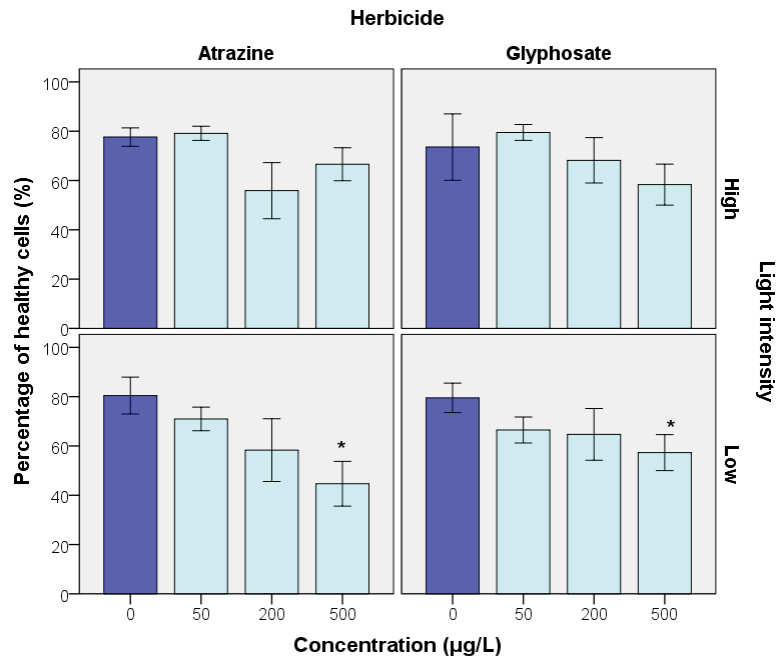 Herbicide
Atrazine
Glyphosate
100
80
60
40
20
0
High
100
80
60
40
20
0
*
*
Low
0
50
200
500
0
50
200
500
Percentage of healthy cells (%)
Light intensity
Concentration (µg/L)